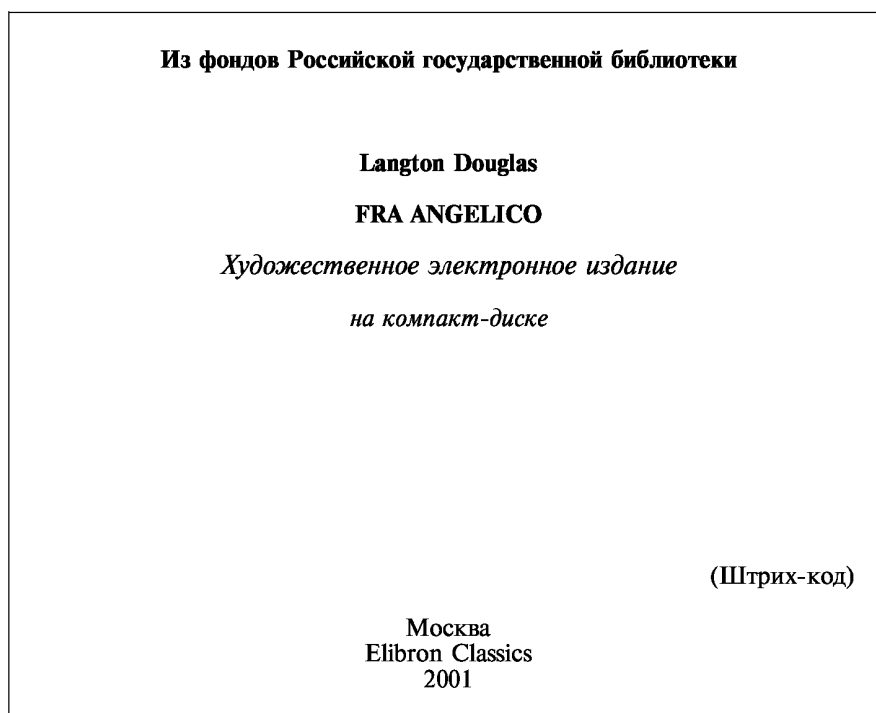 Из фондов Российской государственной библиотеки
Langton Douglas
FRA ANGELICO
Художественное электронное издание
на компакт-диске
(Штрих-код)
Москва
Elibron Classics
2001